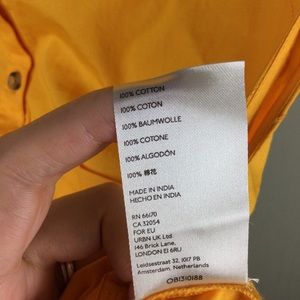 100% COTTON
100% COTON
100% BAUMWOLLE
100% COTONE
100% ALGODÓN
100% 棉花
MADE IN INDIA
HECHO EN INDIA
RN 66170
CA 32054
FOR EU
URBN UK Ltd.
146 Brick Lane.
LONDON E1 6RU
Leidsestraat 32, 1017 PB
Amsterdam, Netherlands
OB1310188